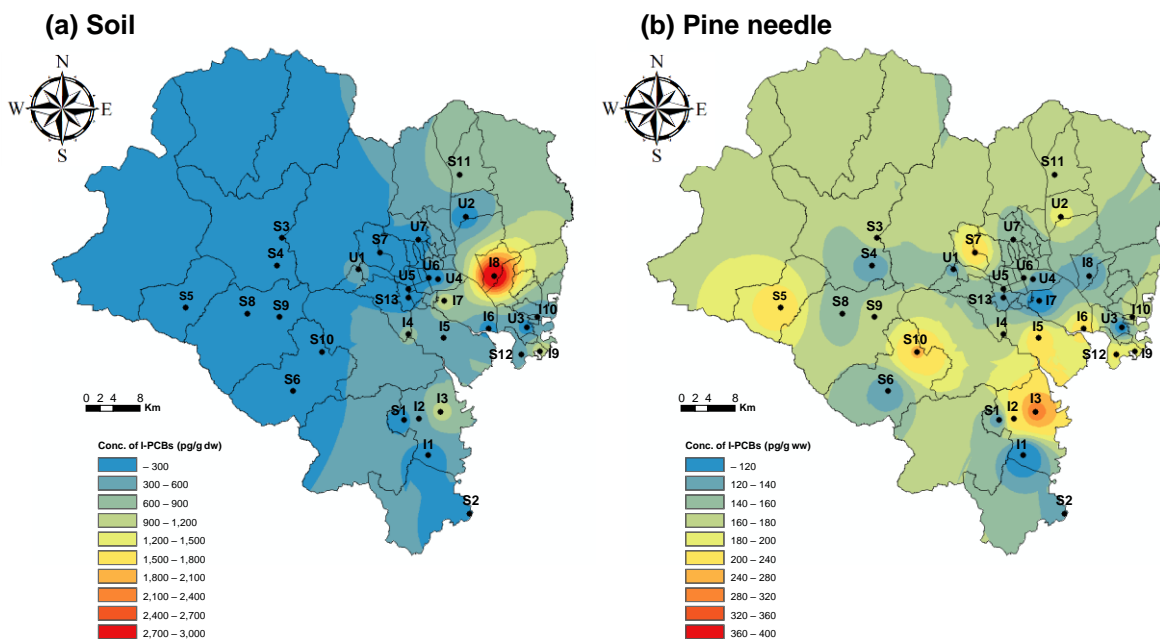 (a) Soil
N
W E
S
S11
U2
S3
U7
S7
S4
U1
I8
U6
U4
U5
S5
S8
S9
S13
I7
I10
I6
U3
I4
I5
S10
S12
I9
S6
I3
S1
I2
I1
S2
0 2 4 8
Km
Conc. of I-PCBs (pg/g dw)
– 300
300 – 600
600 – 900
900 – 1,200
1,200 – 1,500
1,500 – 1,800
1,800 – 2,100
2,100 – 2,400
2,400 – 2,700
2,700 – 3,000
(b) Pine needle
N
W E
S
S11
U2
S3
U7
S7
S4
U1
I8
U6
U4
U5
S5
S8
S9
S13
I7
I10
I6
U3
I4
I5
S10
S12
I9
S6
I3
S1
I2
I1
S2
0 2 4 8
Km
Conc. of I-PCBs (pg/g ww)
– 120
120 – 140
140 – 160
160 – 180
180 – 200
200 – 240
240 – 280
280 – 320
320 – 360
360 – 400